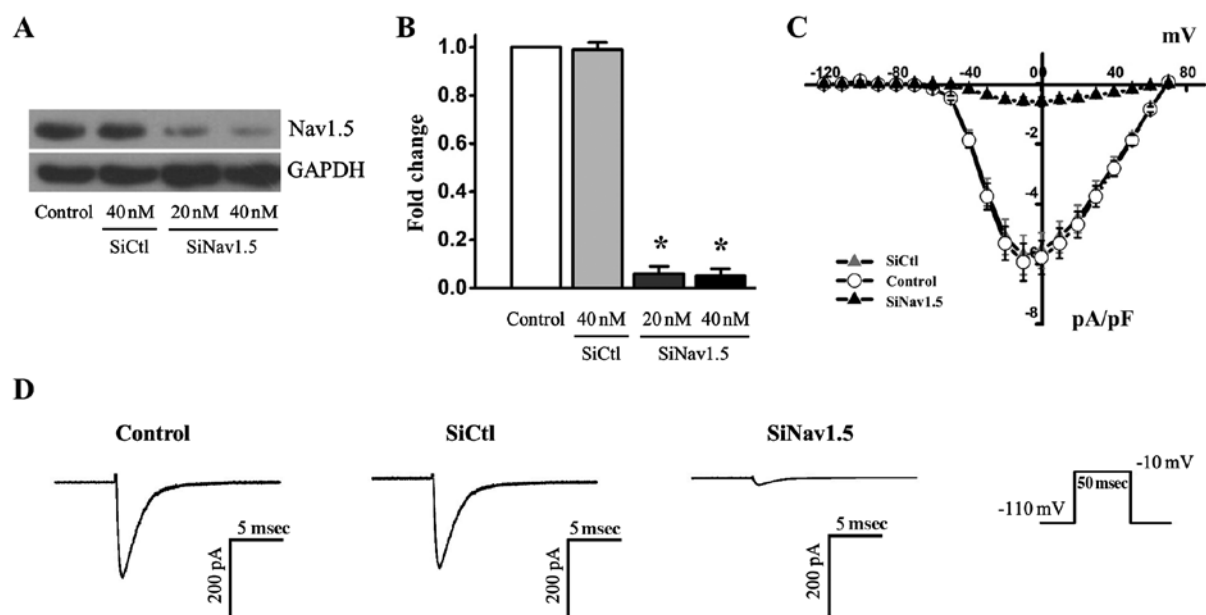 A
Nav1.5
GAPDH
Control 40 nM 20 nM 40 nM
SiCtl SiNav1.5
B
Fold change
1.0
0.8
0.6
0.4
0.2
0.0
Control 40 nM 20 nM 40 nM
SiCtl SiNav1.5
* *
C
mV
-120 -80 -40 00 40 80
-2
-4
-6
-8
SiCtl
Control
SiNav1.5
pA/pF
D
Control SiCtl SiNav1.5
5 msec
200 pA
5 msec
200 pA
5 msec
200 pA
-10 mV
50 msec
-110 mV